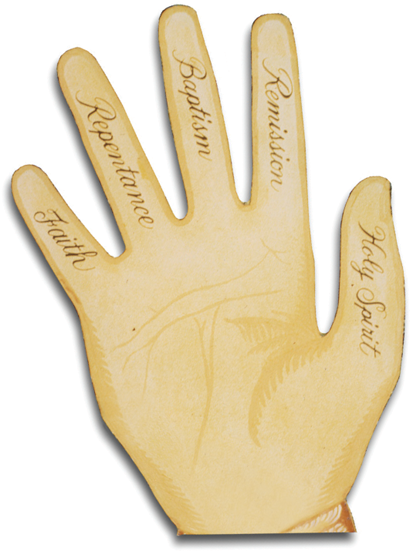 Faith
Repentance
Baptism
Remission
Holy Spirit